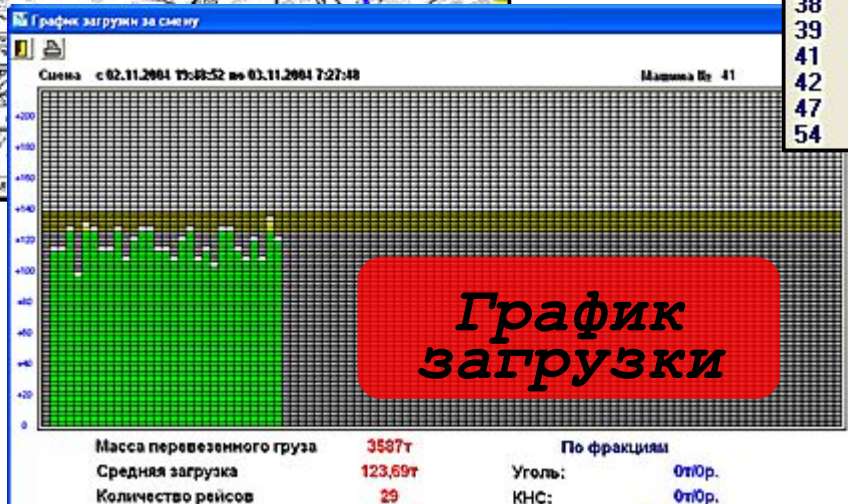 График загрузки за смену
38
39
41
42
47
54
Смена с 02.11.2004 19:48:52 по 03.11.2004 7:27:48
Машина № 41
+200
+180
+160
+140
+120
+100
+80
+60
+40
+20
0
График
загрузки
Масса перевезенного груза 3587т
По фракциям
Средняя загрузка 123,69т
Уголь: 0т/0р.
Количество рейсов 29
КНС: 0т/0р.